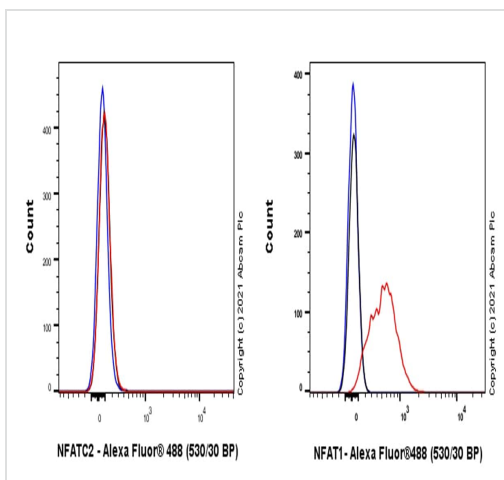 400
300
200
100
0
Count
0 10³ 10⁴
NFATC2 - Alexa Fluor® 488 (530/30 BP)
Copyright (c) 2021 Abcam Plc
400
300
200
100
0
Count
0 10³ 10⁴
NFAT1- Alexa Fluor®488 (530/30 BP)
Copyright (c) 2021 Abcam Plc